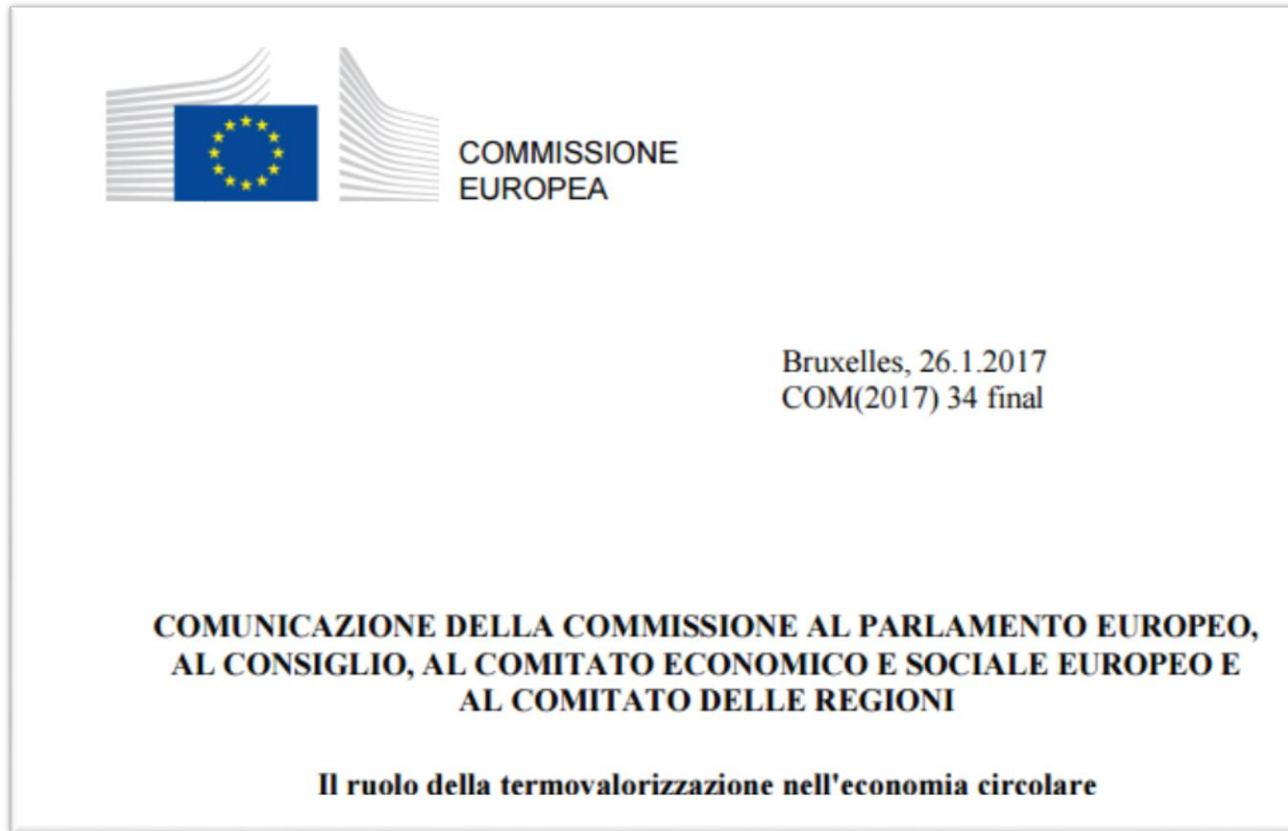 COMMISSIONE
EUROPEA
Bruxelles, 26.1.2017
COM(2017) 34 final
COMUNICAZIONE DELLA COMMISSIONE AL PARLAMENTO EUROPEO,
AL CONSIGLIO, AL COMITATO ECONOMICO E SOCIALE EUROPEO E
AL COMITATO DELLE REGIONI
Il ruolo della termovalorizzazione nell'economia circolare